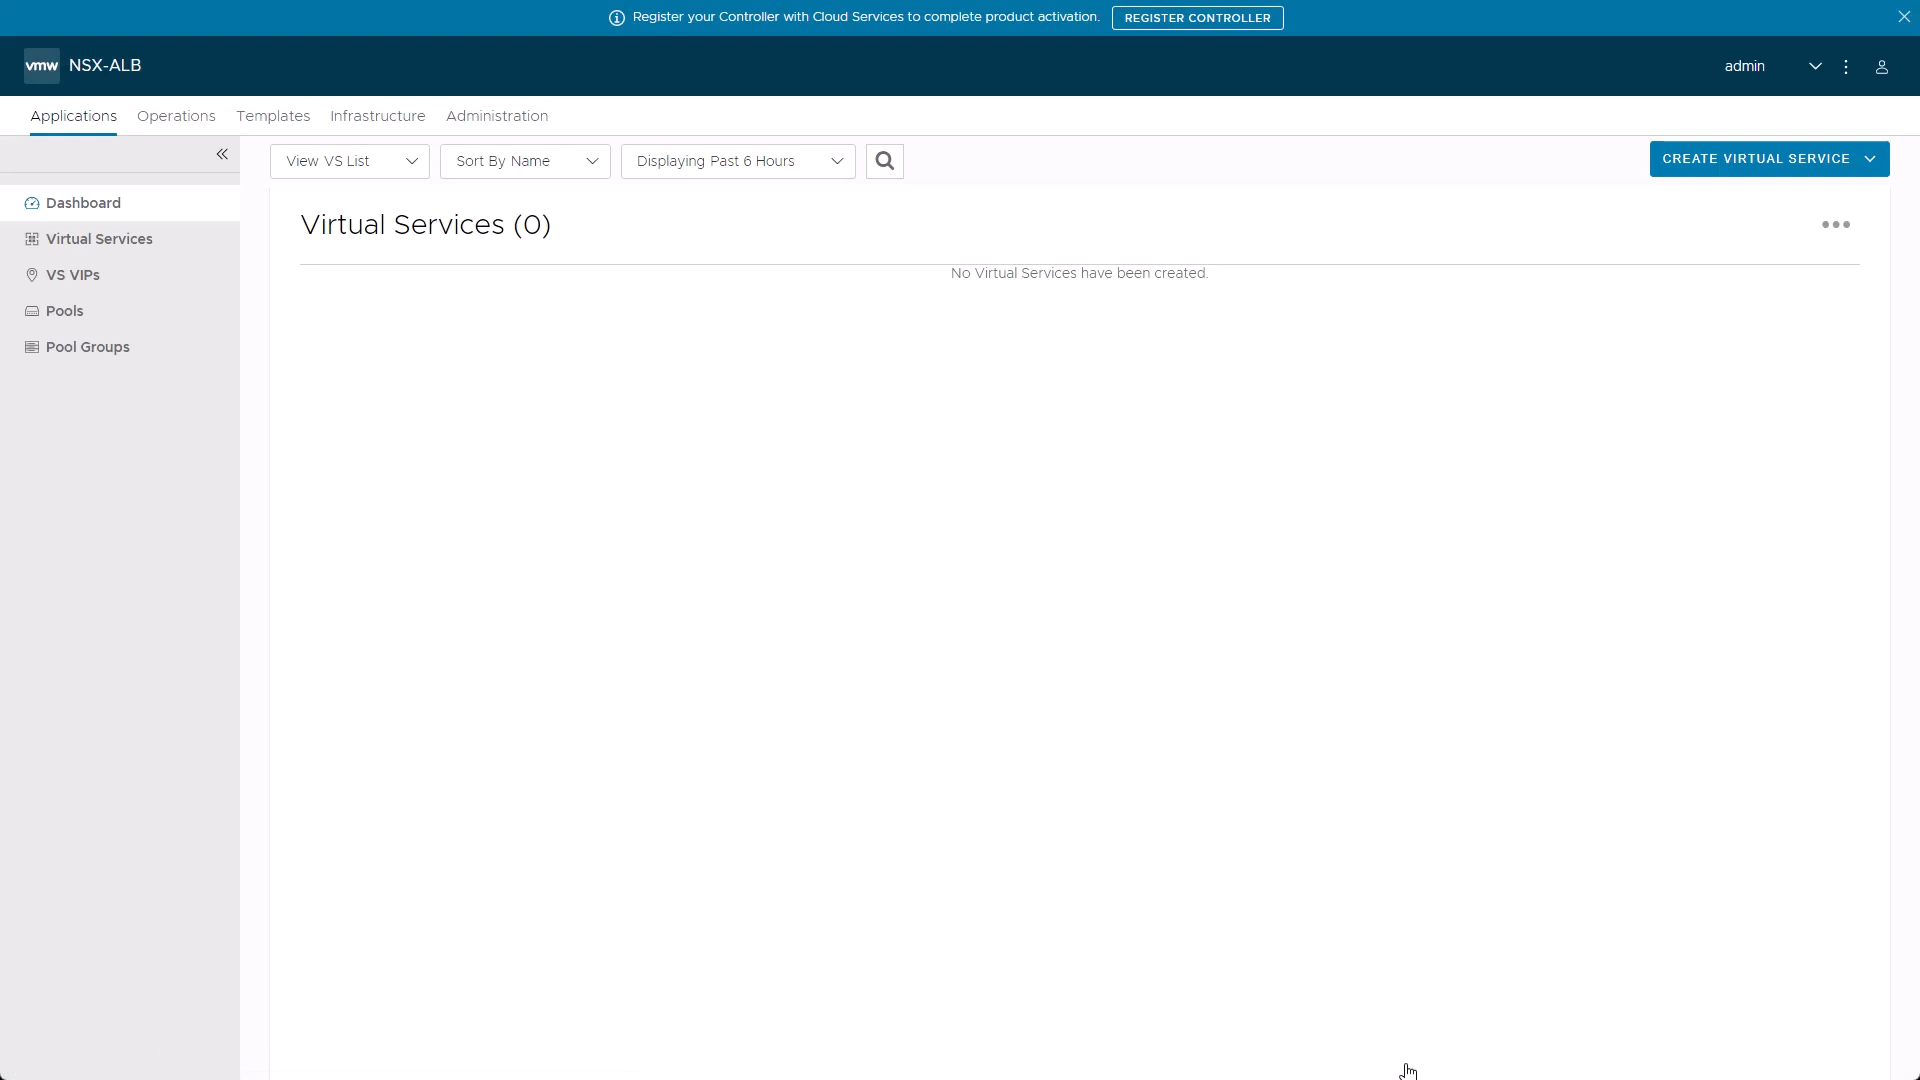 Register your Controller with Cloud Services to complete product activation. REGISTER CONTROLLER
vmw NSX-ALB admin
Applications Operations Templates Infrastructure Administration
View VS List Sort By Name Displaying Past 6 Hours CREATE VIRTUAL SERVICE
Dashboard
Virtual Services
VS VIPs
Pools
Pool Groups
Virtual Services (0)
No Virtual Services have been created.